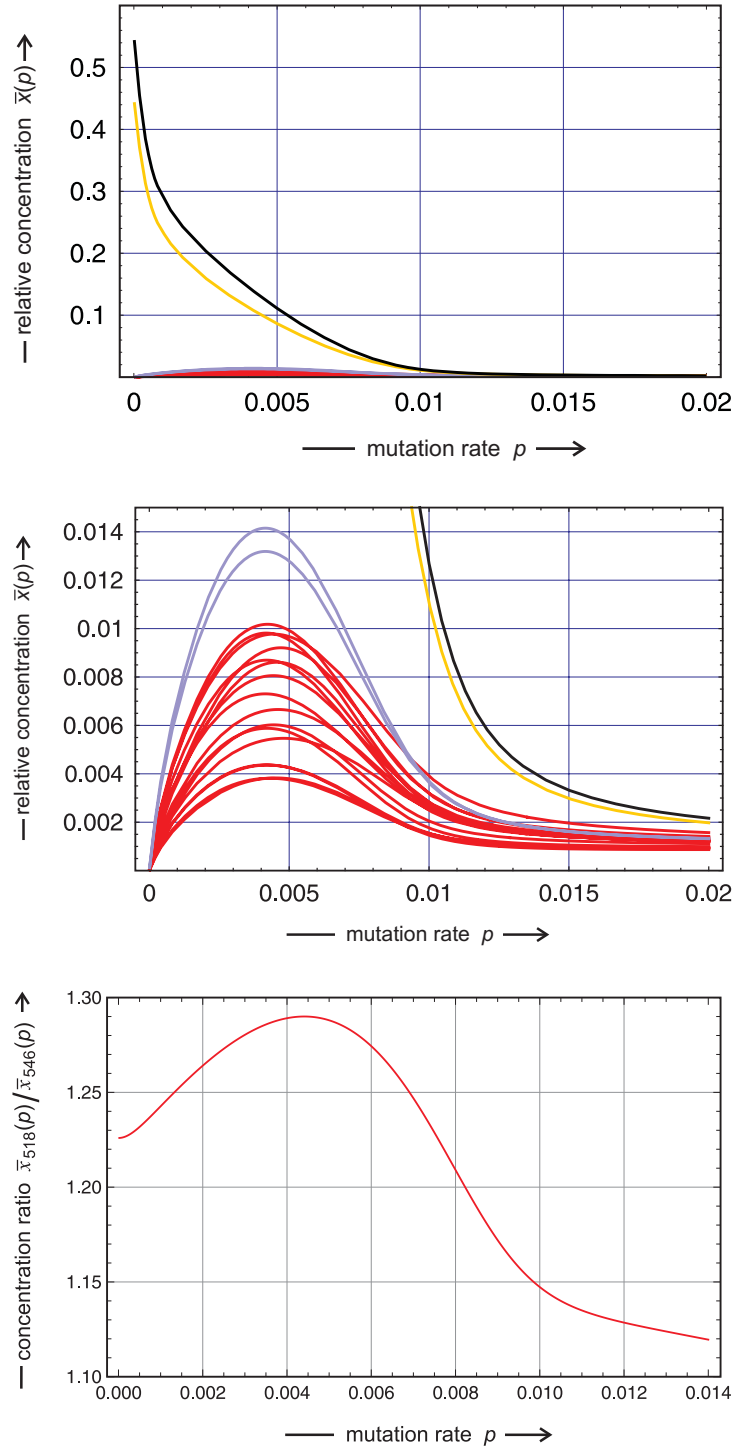 relative concentration x̄(p)
0.5
0.4
0.3
0.2
0.1
0 0.005 0.01 0.015 0.02
mutation rate p
relative concentration x̄(p)
0.014
0.012
0.01
0.008
0.006
0.004
0.002
0 0.005 0.01 0.015 0.02
mutation rate p
concentration ratio x̄518(p)/x̄546(p)
1.30
1.25
1.20
1.15
1.10
0.000 0.002 0.004 0.006 0.008 0.010 0.012 0.014
mutation rate p